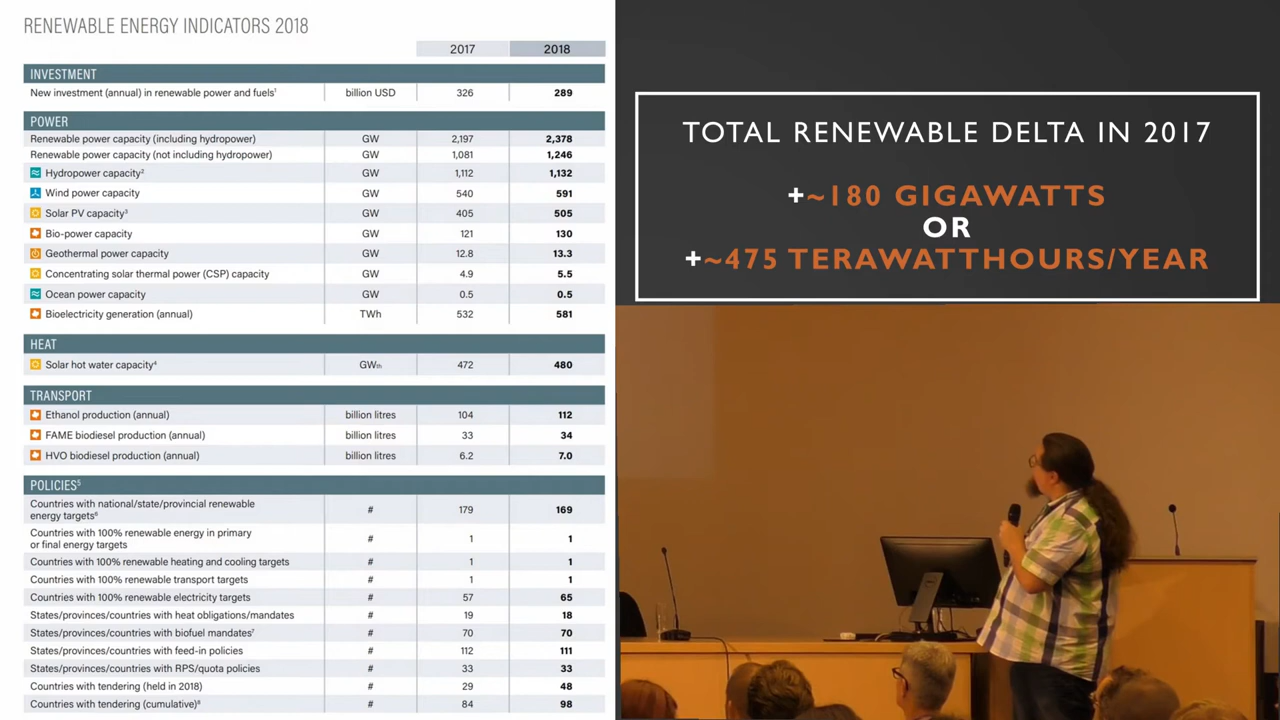 RENEWABLE ENERGY INDICATORS 2018
2017 2018
INVESTMENT
New investment (annual) in renewable power and fuels¹ billion USD 326 289
POWER
Renewable power capacity (including hydropower) GW 2,197 2,378
Renewable power capacity (not including hydropower) GW 1,081 1,246
Hydropower capacity² GW 1,112 1,132
Wind power capacity GW 540 591
Solar PV capacity³ GW 405 505
Bio-power capacity GW 121 130
Geothermal power capacity GW 12.8 13.3
Concentrating solar thermal power (CSP) capacity GW 4.9 5.5
Ocean power capacity GW 0.5 0.5
Bioelectricity generation (annual) TWh 532 581
HEAT
Solar hot water capacity⁴ GWth 472 480
TRANSPORT
Ethanol production (annual) billion litres 104 112
FAME biodiesel production (annual) billion litres 33 34
HVO biodiesel production (annual) billion litres 6.2 7.0
POLICIES⁵
Countries with national/state/provincial renewable
energy targets⁶ # 179 169
Countries with 100% renewable energy in primary
or final energy targets # 1 1
Countries with 100% renewable heating and cooling targets # 1 1
Countries with 100% renewable transport targets # 1 1
Countries with 100% renewable electricity targets # 57 65
States/provinces/countries with heat obligations/mandates # 19 18
States/provinces/countries with biofuel mandates⁷ # 70 70
States/provinces/countries with feed-in policies # 112 111
States/provinces/countries with RPS/quota policies # 33 33
Countries with tendering (held in 2018) # 29 48
Countries with tendering (cumulative)⁸ # 84 98
TOTAL RENEWABLE DELTA IN 2017
+~180 GIGAWATTS
OR
+~475 TERAWATTHOURS/YEAR